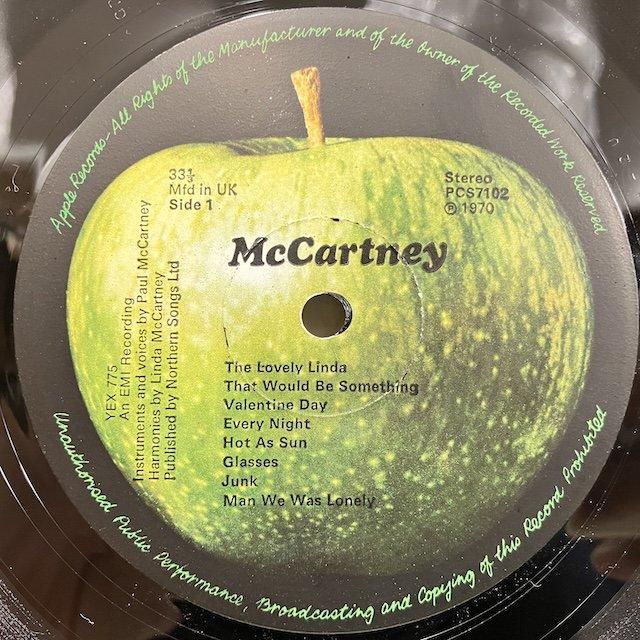 Apple Records-All Rights of the Manufacturer and of the Owner of the Recorded Work Reserved
33⅓
Mfd in UK
Side 1
Stereo
PCS7102
Ⓟ 1970
McCartney
YEX 775
An EMI Recording
Instruments and voices by Paul McCartney
Harmonies by Linda McCartney
Published by Northern Songs Ltd
The Lovely Linda
That Would Be Something
Valentine Day
Every Night
Hot As Sun
Glasses
Junk
Man We Was Lonely
Unauthorised Public Performance, Broadcasting and Copying of this Record Prohibited